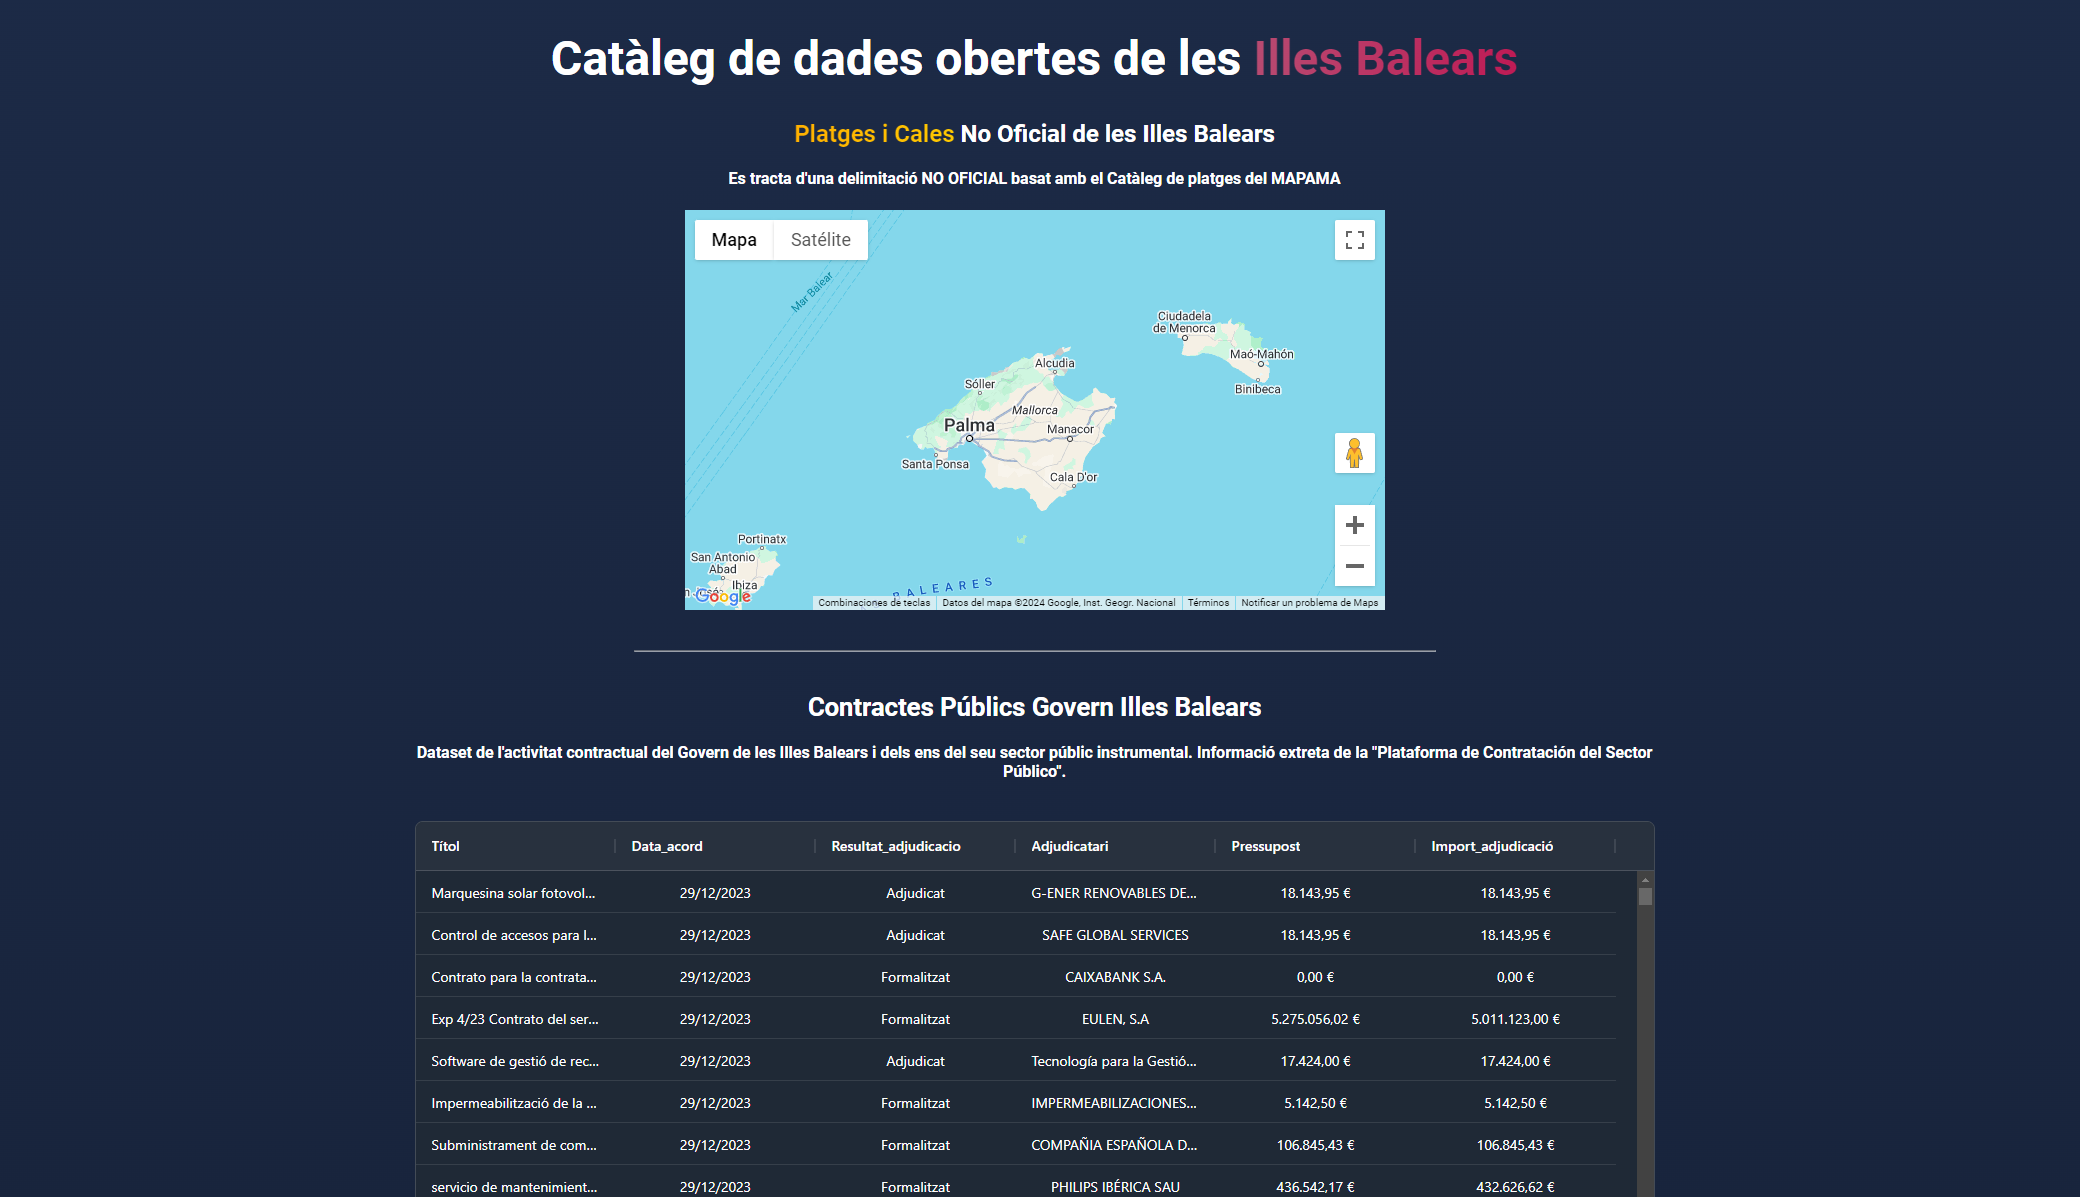 Catàleg de dades obertes de les Illes Balears
Platges i Cales No Oficial de les Illes Balears
Es tracta d'una delimitació NO OFICIAL basat amb el Catàleg de platges del MAPAMA
Mapa Satélite
Mar Balear
Ciudadela
de Menorca
Maó-Mahón
Binibeca
Alcudia
Sóller
Mallorca
Palma
Manacor
Santa Ponsa
Cala D'or
Portinatx
San Antonio
Abad
Ibiza
BALEARES
Google
Combinaciones de teclas Datos del mapa ©2024 Google, Inst. Geogr. Nacional Términos Notificar un problema de Maps
Contractes Públics Govern Illes Balears
Dataset de l'activitat contractual del Govern de les Illes Balears i dels ens del seu sector públic instrumental. Informació extreta de la "Plataforma de Contratación del Sector
Público".
Títol Data_acord Resultat_adjudicacio Adjudicatari Pressupost Import_adjudicació
Marquesina solar fotovol... 29/12/2023 Adjudicat G-ENER RENOVABLES DE... 18.143,95 € 18.143,95 €
Control de accesos para l... 29/12/2023 Adjudicat SAFE GLOBAL SERVICES 18.143,95 € 18.143,95 €
Contrato para la contrata... 29/12/2023 Formalitzat CAIXABANK S.A. 0,00 € 0,00 €
Exp 4/23 Contrato del ser... 29/12/2023 Formalitzat EULEN, S.A 5.275.056,02 € 5.011.123,00 €
Software de gestió de rec... 29/12/2023 Adjudicat Tecnología para la Gestió... 17.424,00 € 17.424,00 €
Impermeabilització de la ... 29/12/2023 Formalitzat IMPERMEABILIZACIONES... 5.142,50 € 5.142,50 €
Subministrament de com... 29/12/2023 Formalitzat COMPAÑIA ESPAÑOLA D... 106.845,43 € 106.845,43 €
servicio de mantenimient... 29/12/2023 Formalitzat PHILIPS IBÉRICA SAU 436.542,17 € 432.626,62 €